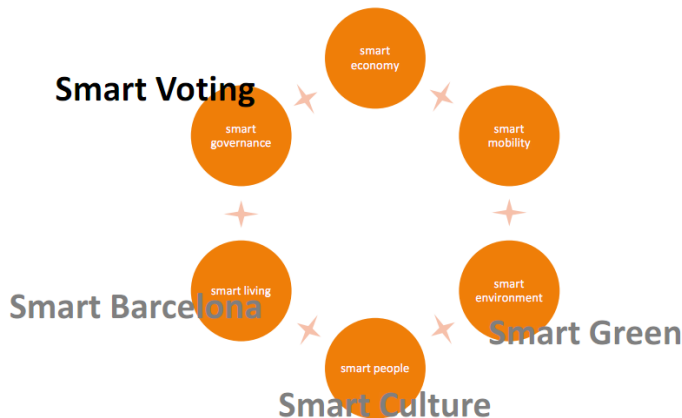 smart
economy
Smart Voting
smart
governance
smart
mobility
smart living
Smart Barcelona
smart
environment
Smart Green
smart people
Smart Culture